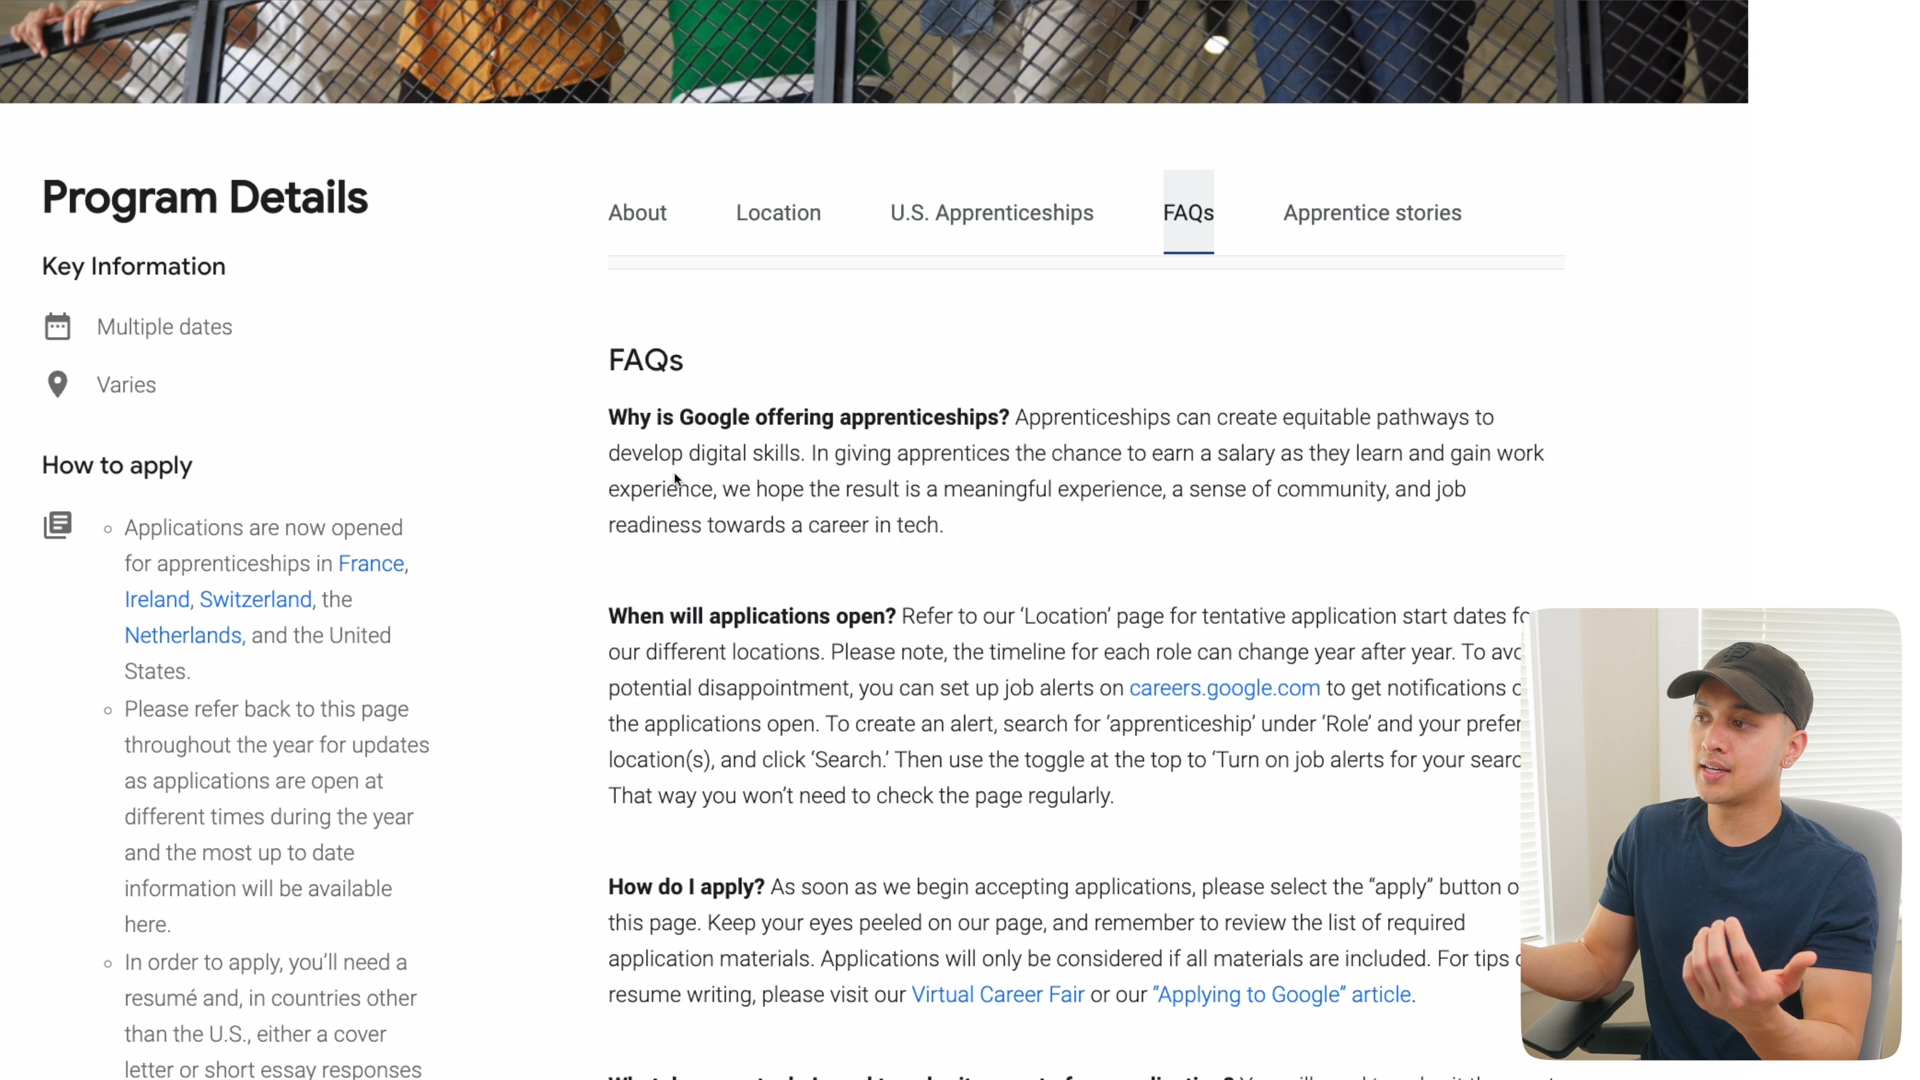 Program Details
Key Information
Multiple dates
Varies
How to apply
Applications are now opened
for apprenticeships in France,
Ireland, Switzerland, the
Netherlands, and the United
States.
Please refer back to this page
throughout the year for updates
as applications are open at
different times during the year
and the most up to date
information will be available
here.
In order to apply, you’ll need a
resumé and, in countries other
than the U.S., either a cover
letter or short essay responses
About
Location
U.S. Apprenticeships
FAQs
Apprentice stories
FAQs
Why is Google offering apprenticeships? Apprenticeships can create equitable pathways to
develop digital skills. In giving apprentices the chance to earn a salary as they learn and gain work
experience, we hope the result is a meaningful experience, a sense of community, and job
readiness towards a career in tech.
When will applications open? Refer to our ‘Location’ page for tentative application start dates
our different locations. Please note, the timeline for each role can change year after year. To
potential disappointment, you can set up job alerts on careers.google.com to get notifications
the applications open. To create an alert, search for ‘apprenticeship’ under ‘Role’ and your
location(s), and click ‘Search.’ Then use the toggle at the top to ‘Turn on job alerts for your
That way you won’t need to check the page regularly.
How do I apply? As soon as we begin accepting applications, please select the “apply” button
this page. Keep your eyes peeled on our page, and remember to review the list of required
application materials. Applications will only be considered if all materials are included. For tips
resume writing, please visit our Virtual Career Fair or our “Applying to Google” article.